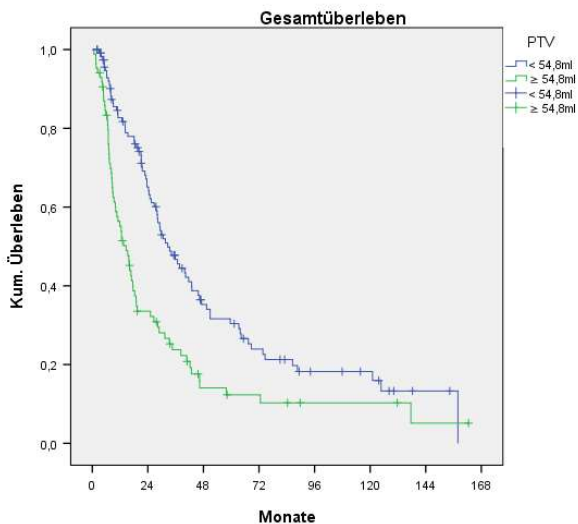 Gesamtüberleben
PTV
< 54,8ml
≥ 54,8ml
< 54,8ml
≥ 54,8ml
Kum. Überleben
1,0
0,8
0,6
0,4
0,2
0,0
0 24 48 72 96 120 144 168
Monate